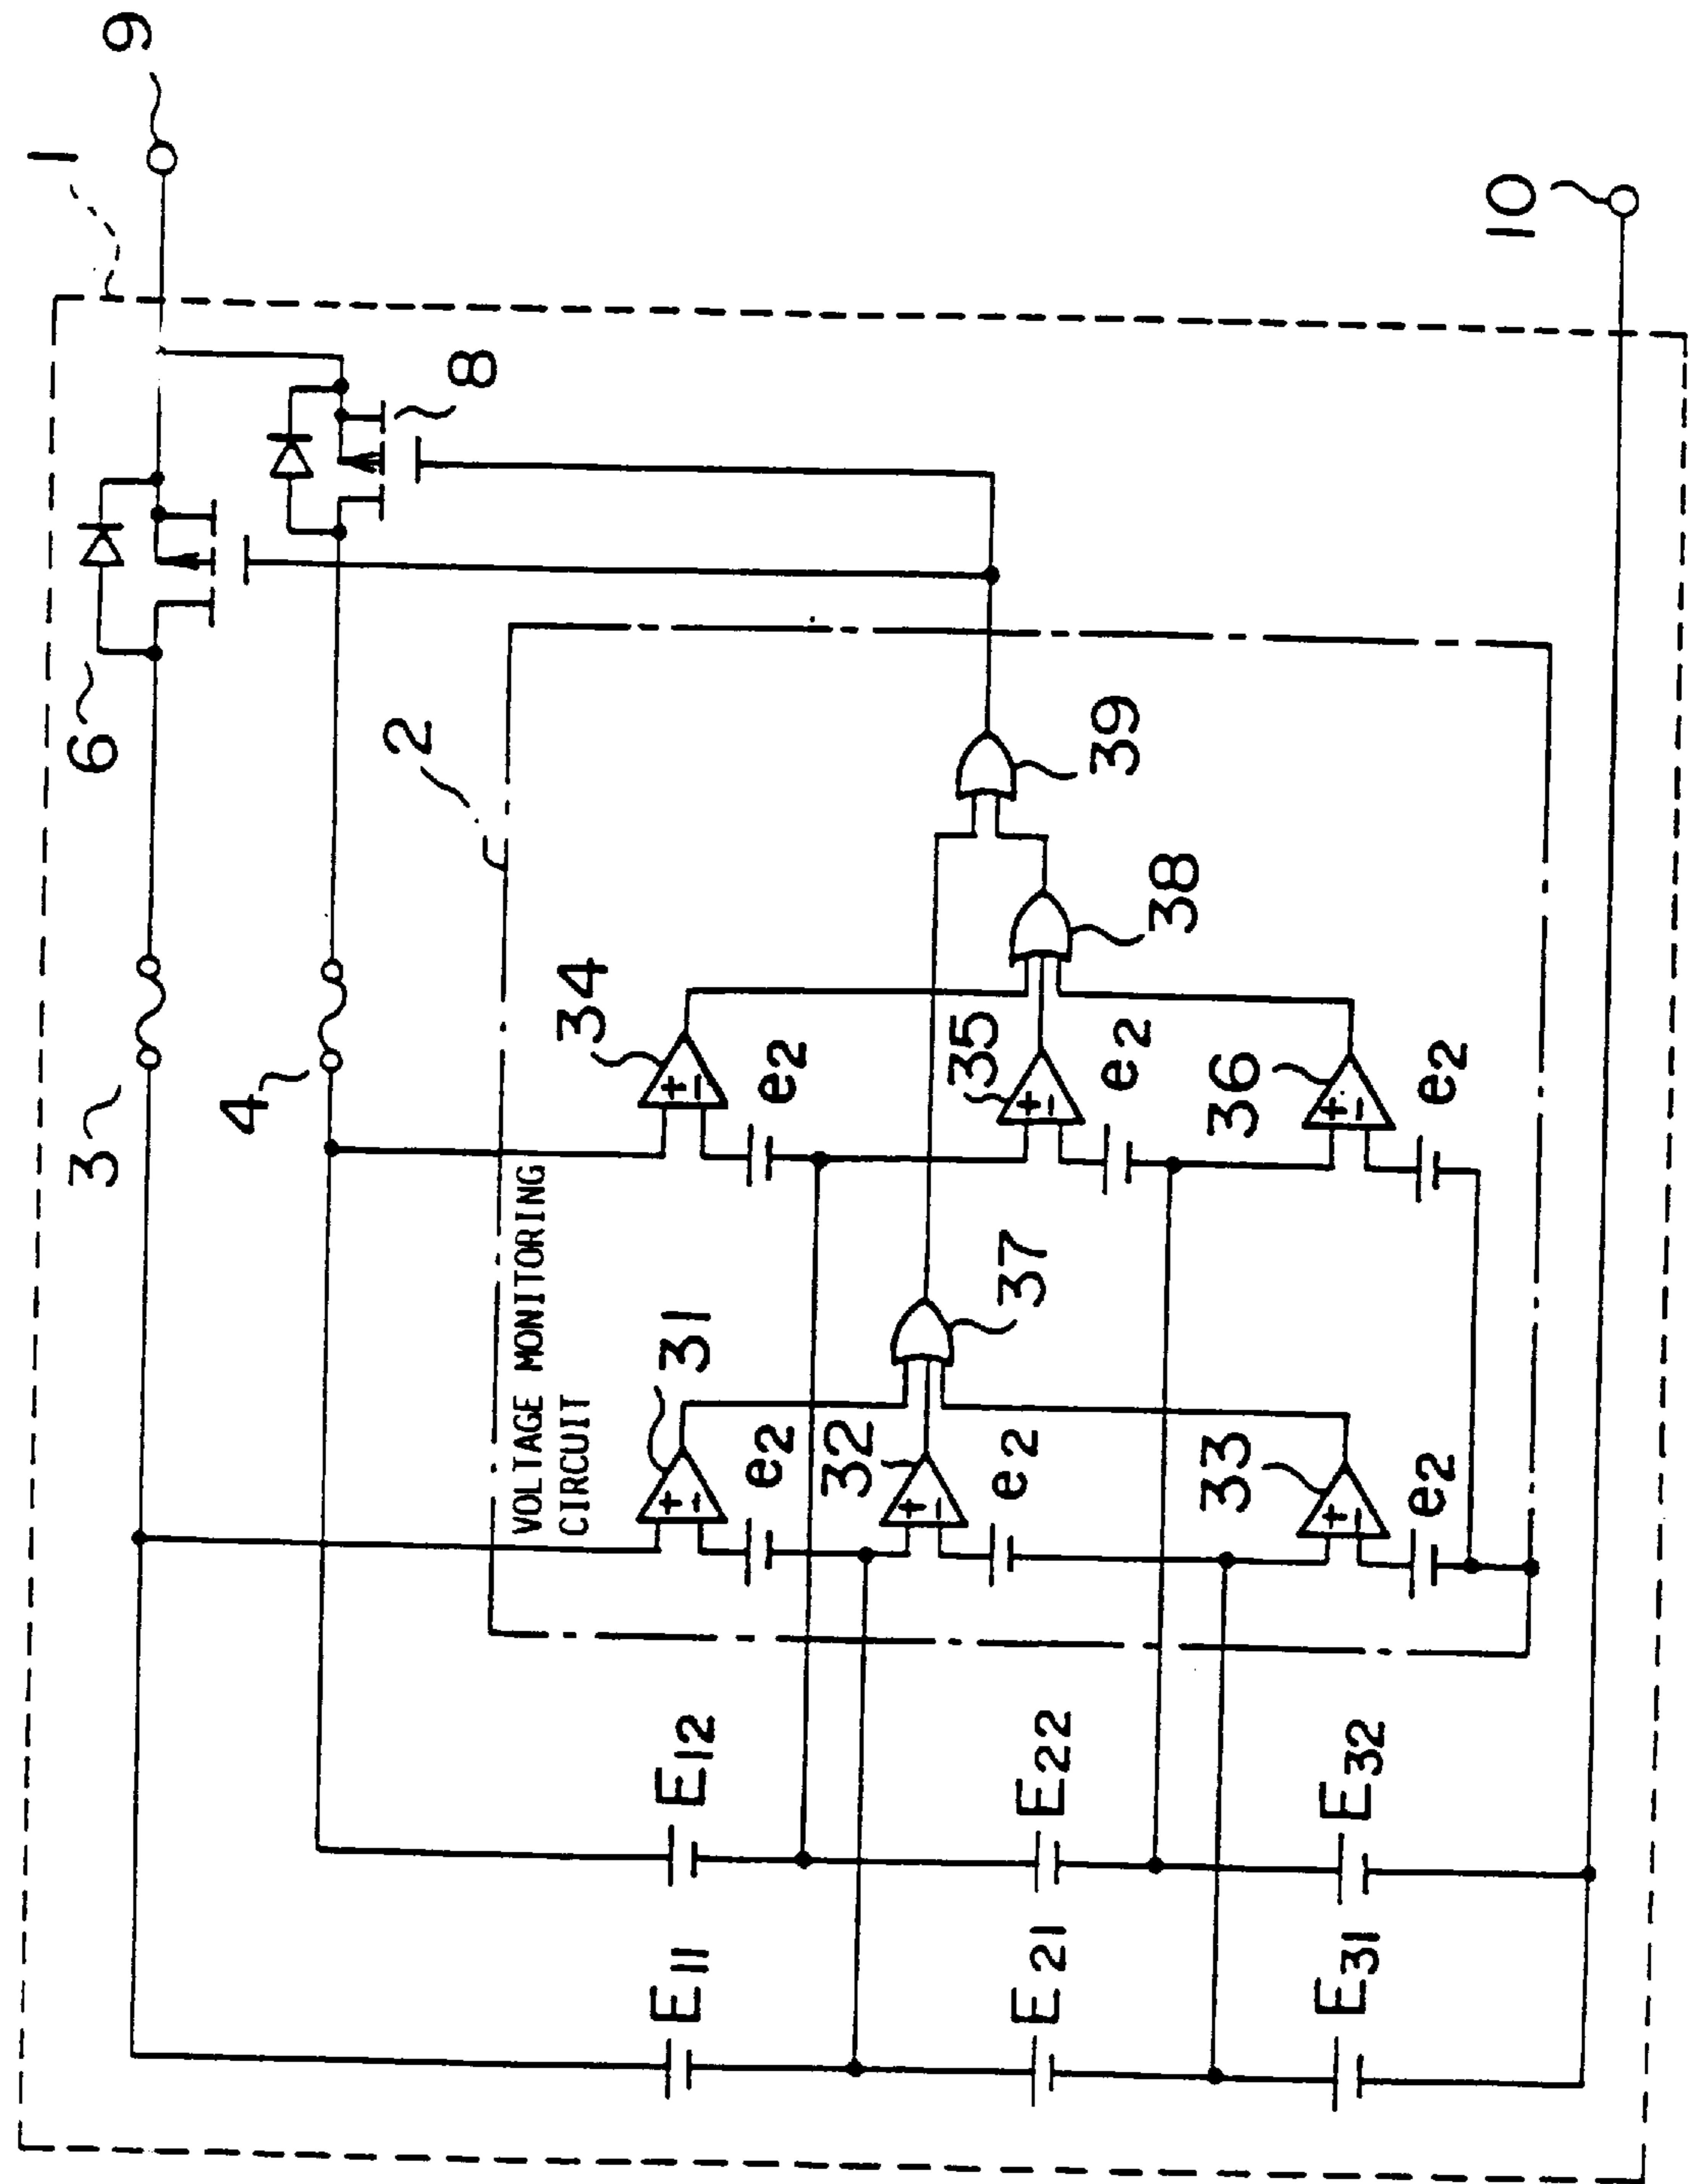 1
9
6
3
4
8
2
VOLTAGE MONITORING
CIRCUIT
34
31
e2
e2
39
38
35
37
32
e2
e2
36
33
e2
e2
E11
E12
E21
E22
E31
E32
10